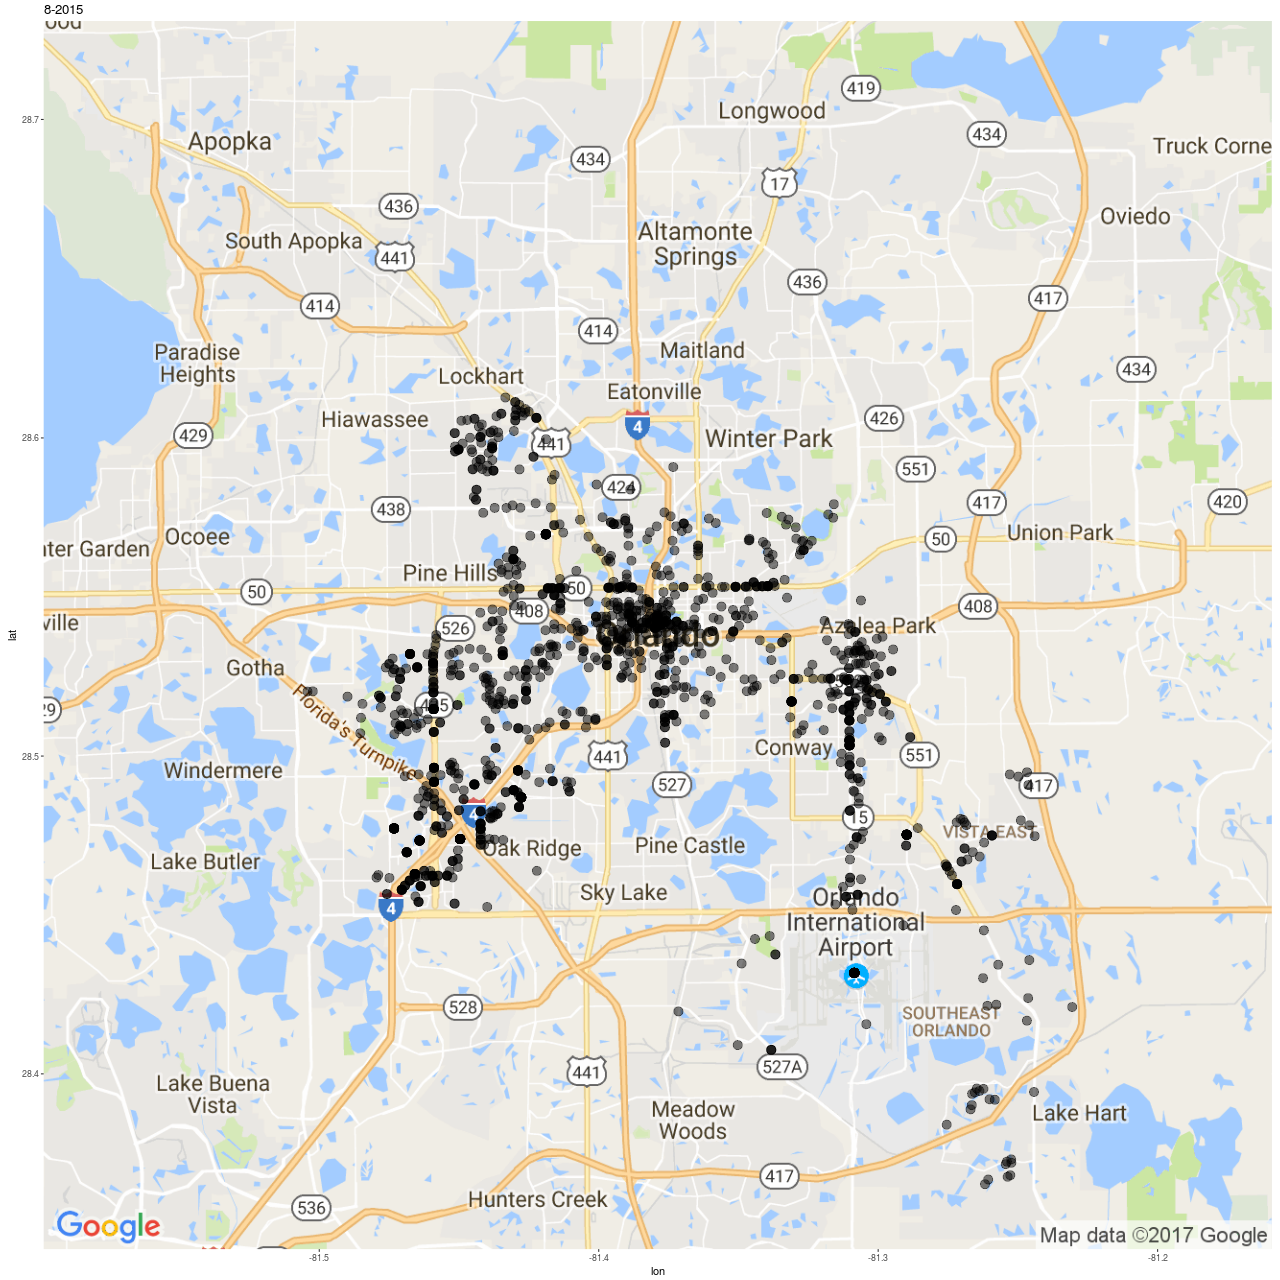 8-2015
ood
419
Longwood
28.7
434
Apopka
Truck Corne
434
17
436
Oviedo
South Apopka
Altamonte
Springs
441
436
417
414
414
Paradise
Heights
Maitland
434
Lockhart
Eatonville
Hiawassee
426
4
429
28.6
441
Winter Park
551
424
438
417
420
Ocoee
50
Union Park
ater Garden
Pine Hills
50
50
408
408
ville
526
Azalea Park
Orlando
lat
Gotha
29
435
Florida's Turnpike
Conway
28.5
441
551
Windermere
527
417
4
15
VISTA EAST
Oak Ridge
Pine Castle
Lake Butler
Sky Lake
4
Orlando
International
Airport
528
SOUTHEAST
ORLANDO
527A
28.4
441
Lake Buena
Vista
Meadow
Woods
Lake Hart
417
536
Hunters Creek
Google
Map data ©2017 Google
-81.5
-81.4
-81.3
-81.2
lon